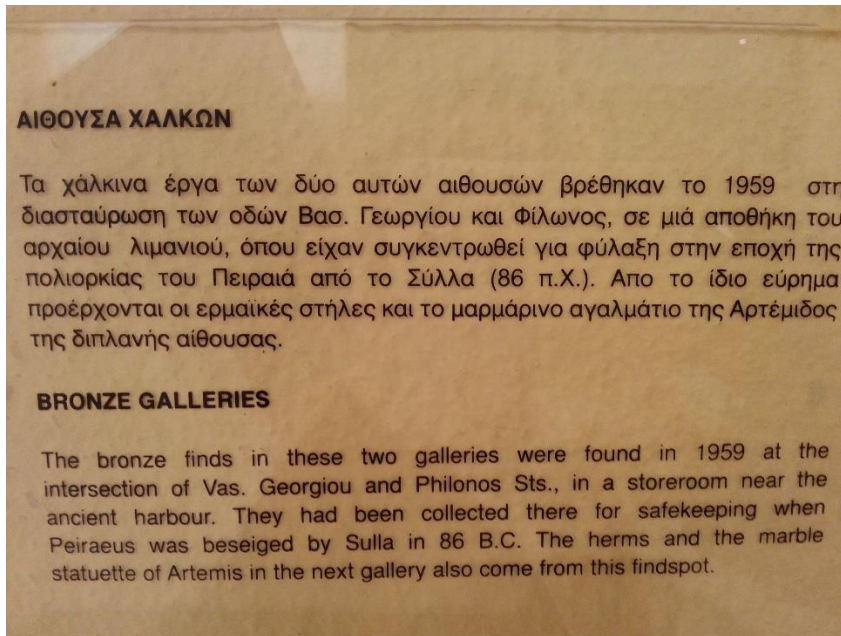 ΑΙΘΟΥΣΑ ΧΑΛΚΩΝ
Τα χάλκινα έργα των δύο αυτών αιθουσών βρέθηκαν το 1959 στη
διασταύρωση των οδών Βασ. Γεωργίου και Φίλωνος, σε μιά αποθήκη του
αρχαίου λιμανιού, όπου είχαν συγκεντρωθεί για φύλαξη στην εποχή της
πολιορκίας του Πειραιά από το Σύλλα (86 π.Χ.). Απο το ίδιο εύρημα
προέρχονται οι ερμαϊκές στήλες και το μαρμάρινο αγαλμάτιο της Αρτέμιδος
της διπλανής αίθουσας.
BRONZE GALLERIES
The bronze finds in these two galleries were found in 1959 at the
intersection of Vas. Georgiou and Philonos Sts., in a storeroom near the
ancient harbour. They had been collected there for safekeeping when
Peiraeus was beseiged by Sulla in 86 B.C. The herms and the marble
statuette of Artemis in the next gallery also come from this findspot.